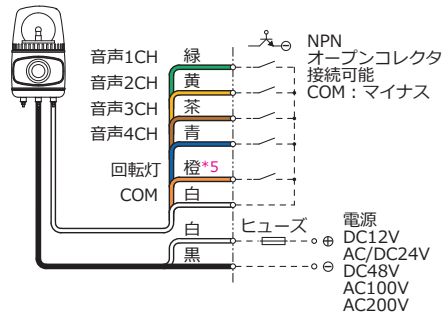 音声1CH 緑
音声2CH 黄
音声3CH 茶
音声4CH 青
回転灯 橙*5
COM 白
NPN
オープンコレクタ
接続可能
COM：マイナス
白 ヒューズ ⊕
黒 ⊖
電源
DC12V
AC/DC24V
DC48V
AC100V
AC200V